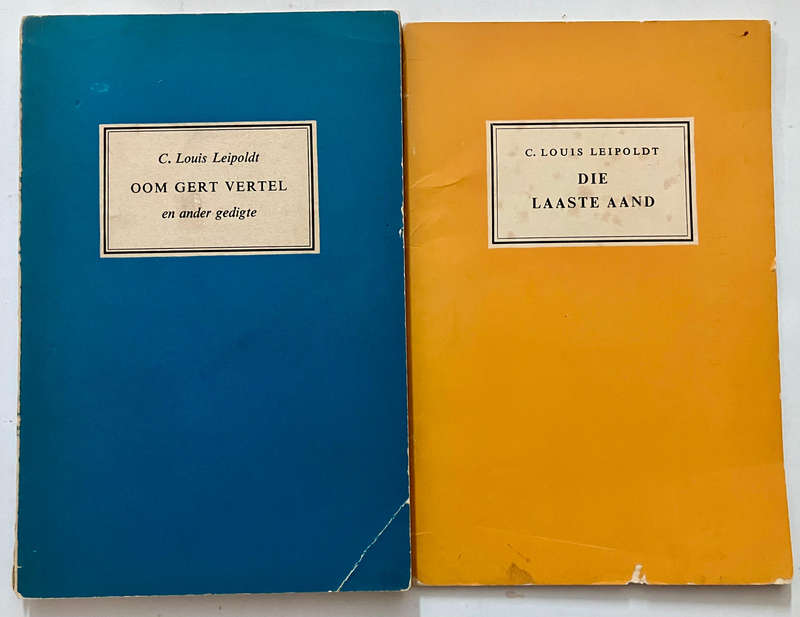 C. Louis Leipoldt
OOM GERT VERTEL
en ander gedigte
C. LOUIS LEIPOLDT
DIE
LAASTE AAND